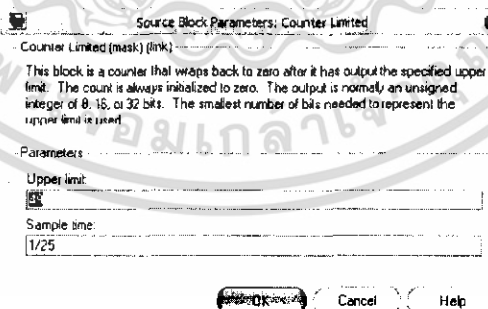 Source Block Parameters: Counter Limited
Counter Limited (mask) (link)
This block is a counter that wraps back to zero after it has output the specified upper
limit. The count is always initialized to zero. The output is normally an unsigned
integer of 8, 16, or 32 bits. The smallest number of bits needed to represent the
upper limit is used.
Parameters
Upper limit:
Sample time:
1/25
OK Cancel Help